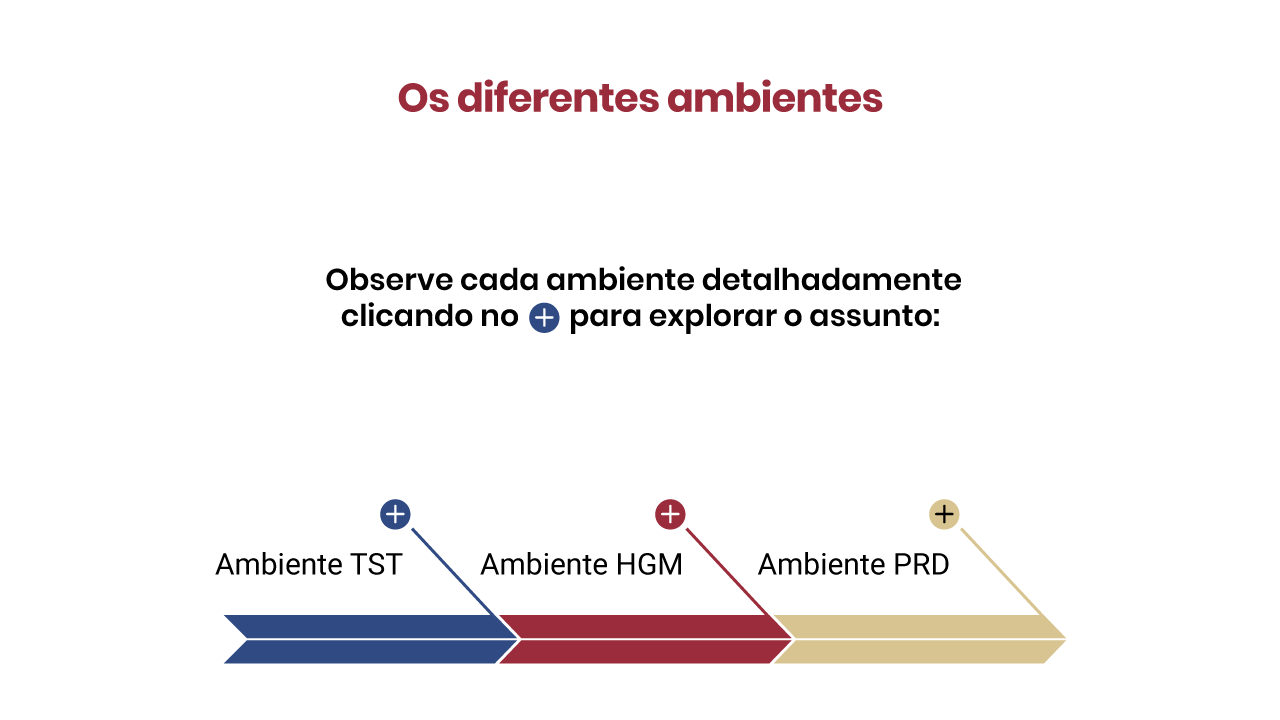 Os diferentes ambientes
Observe cada ambiente detalhadamente
clicando no + para explorar o assunto:
Ambiente TST
Ambiente HGM
Ambiente PRD